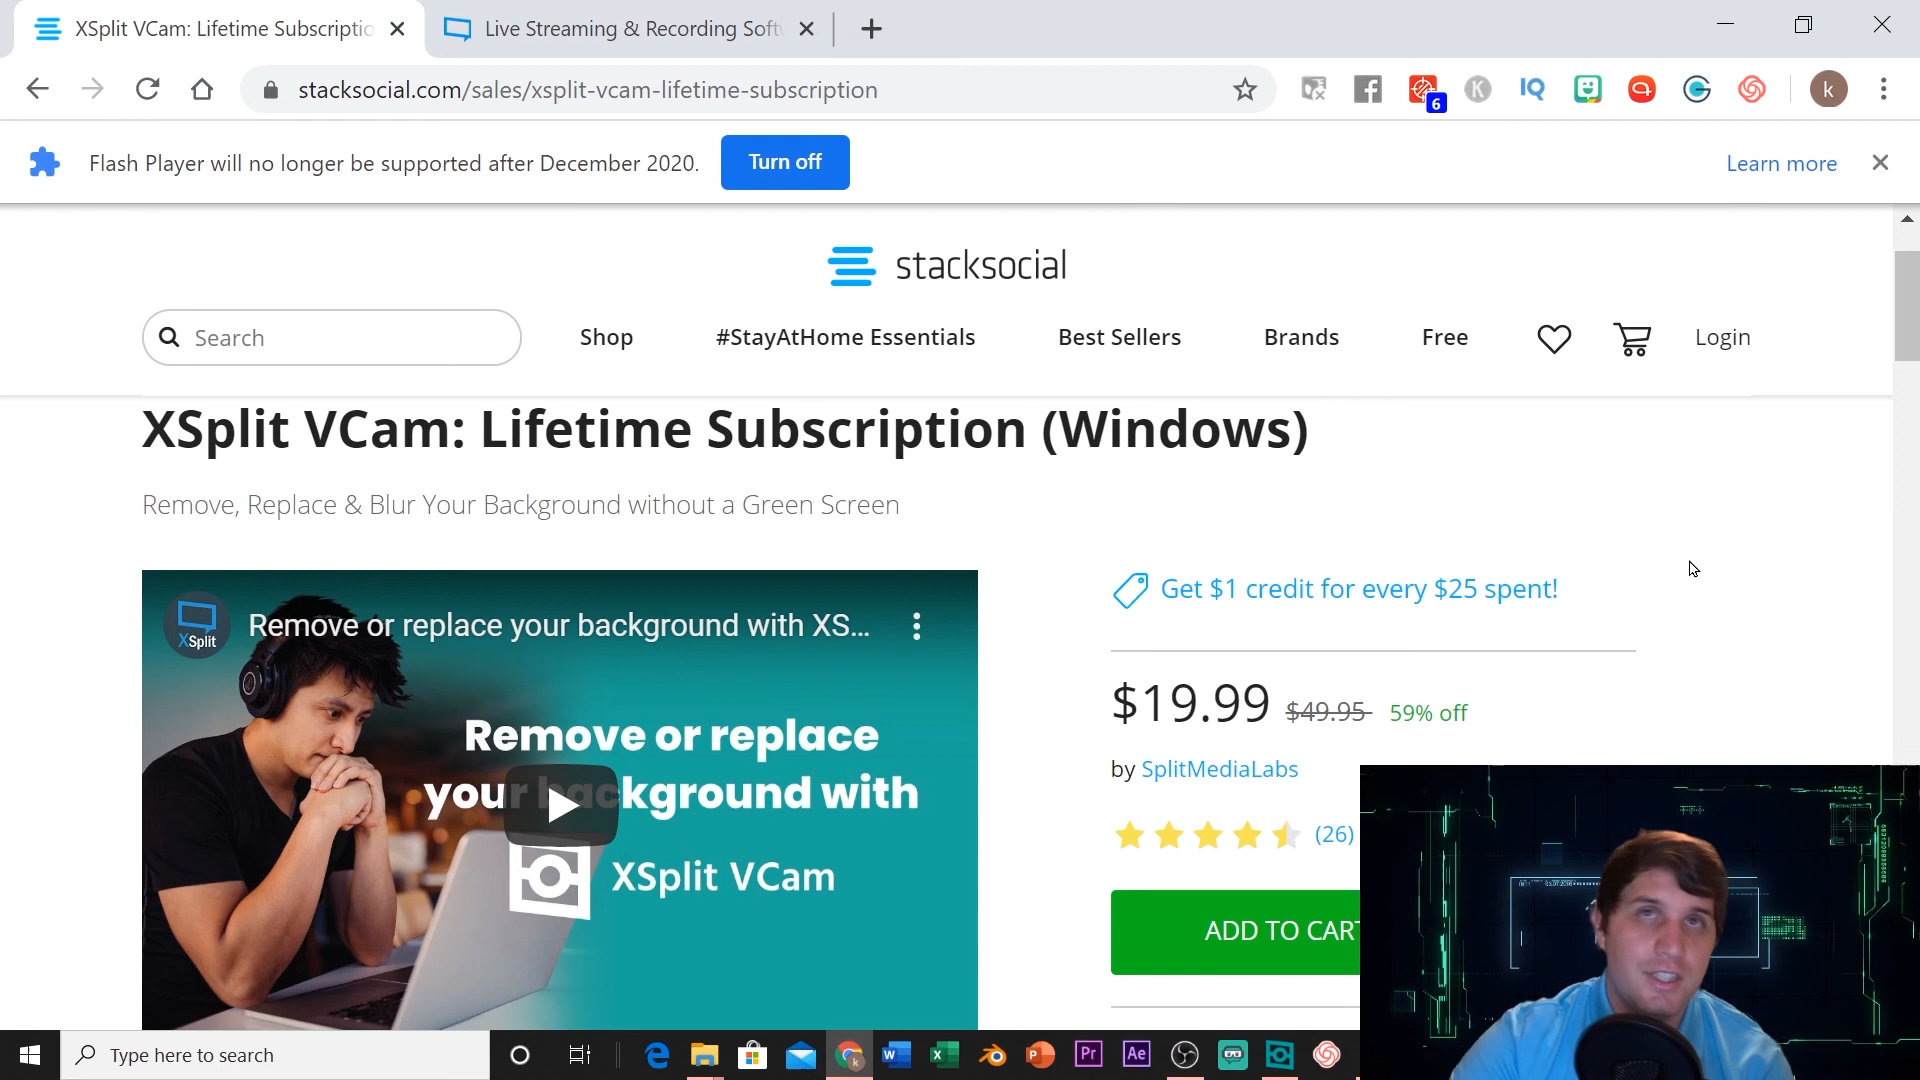 XSplit VCam: Lifetime Subscriptio
Live Streaming & Recording Soft
stacksocial.com/sales/xsplit-vcam-lifetime-subscription
6
K
IQ
k
Flash Player will no longer be supported after December 2020.
Turn off
Learn more
stacksocial
Search
Shop
#StayAtHome Essentials
Best Sellers
Brands
Free
Login
XSplit VCam: Lifetime Subscription (Windows)
Remove, Replace & Blur Your Background without a Green Screen
XSplit
Remove or replace your background with XS...
Remove or replace
your background with
XSplit VCam
Get $1 credit for every $25 spent!
$19.99 $49.95 59% off
by SplitMediaLabs
(26)
ADD TO CART
Type here to search
Pr
Ae